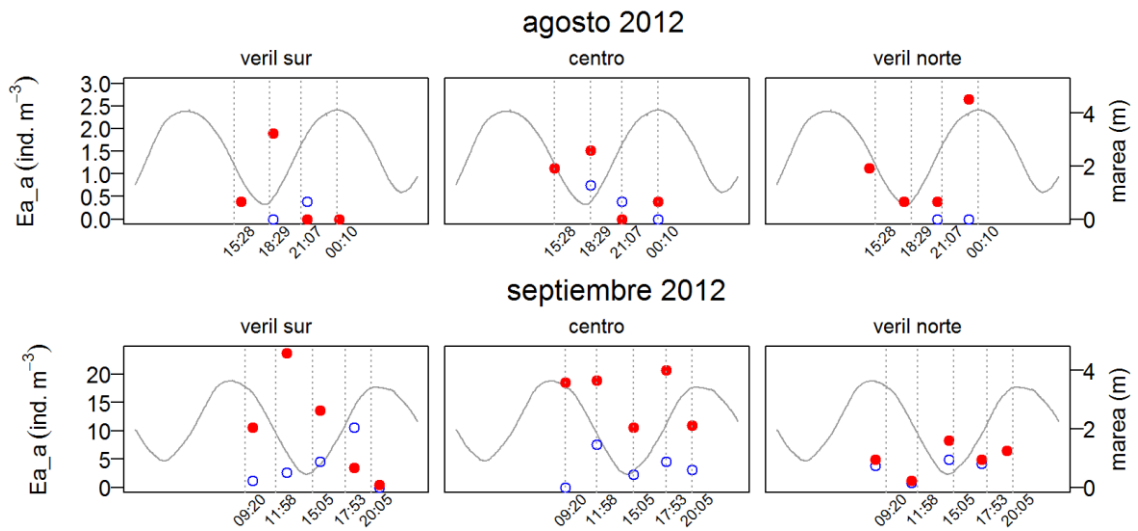 agosto 2012
veril sur centro veril norte
Ea_a (ind. m⁻³)
3.0
2.5
2.0
1.5
1.0
0.5
0.0
4
2
0
marea (m)
15:28 18:29 21:07 00:10 15:28 18:29 21:07 00:10 15:28 18:29 21:07 00:10
septiembre 2012
veril sur centro veril norte
Ea_a (ind. m⁻³)
20
15
10
5
0
4
2
0
marea (m)
09:20 11:58 15:05 17:53 20:05 09:20 11:58 15:05 17:53 20:05 09:20 11:58 15:05 17:53 20:05